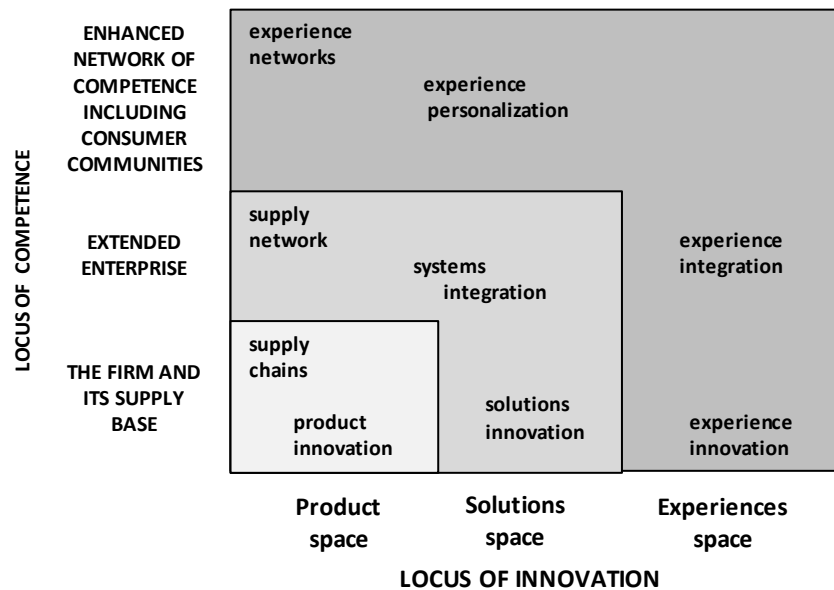 ENHANCED
NETWORK OF
COMPETENCE
INCLUDING
CONSUMER
COMMUNITIES
EXTENDED
ENTERPRISE
THE FIRM AND
ITS SUPPLY
BASE
LOCUS OF COMPETENCE
experience
networks
experience
personalization
supply
network
systems
integration
experience
integration
supply
chains
product
innovation
solutions
innovation
experience
innovation
Product
space
Solutions
space
Experiences
space
LOCUS OF INNOVATION